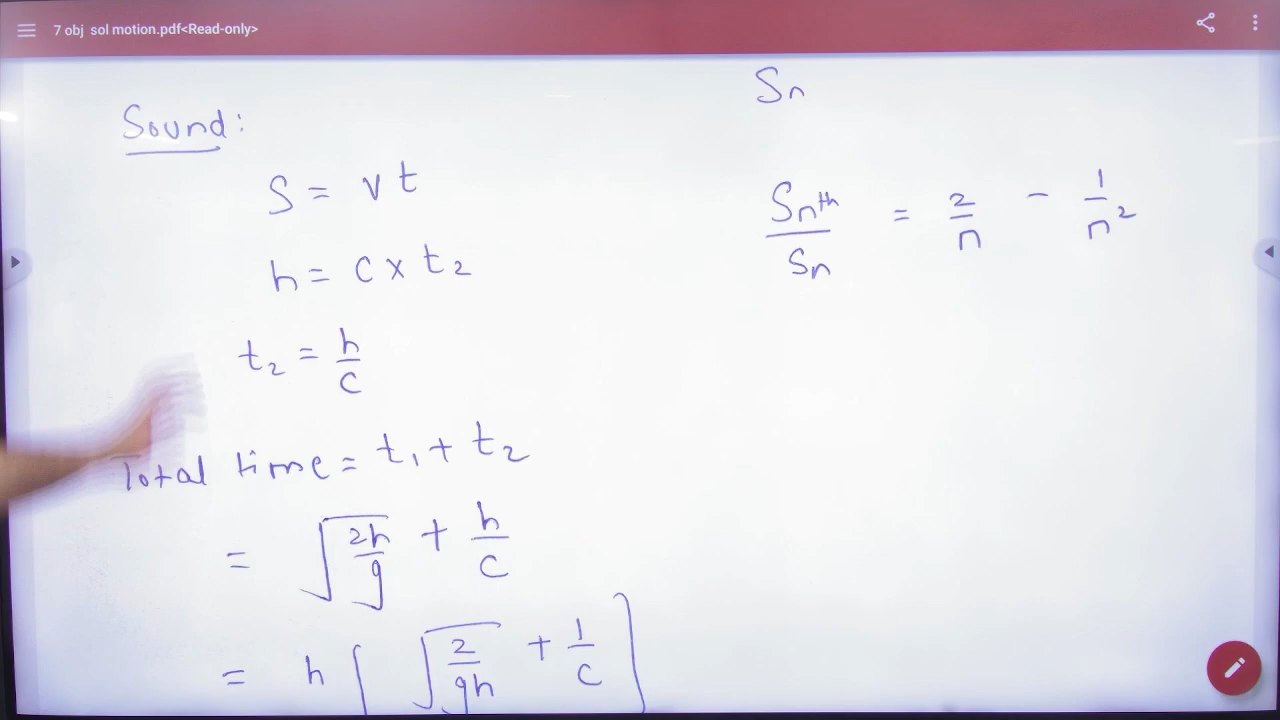 7 obj sol motion.pdf<Read-only>
Sound:
S = vt
h = c x t2
t2 = h/c
Total time = t1 + t2
= √(2h/g) + h/c
= h [ √(2/gh) + 1/c ]
Sn
Snth/Sn = 2/n - 1/n²